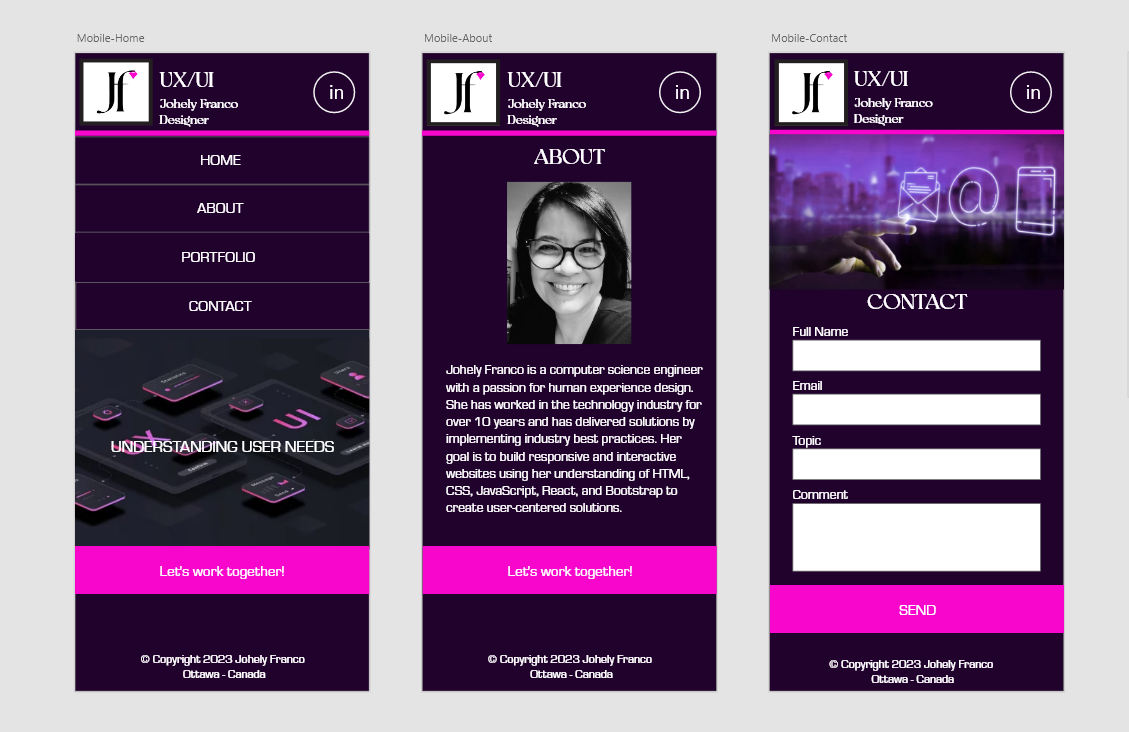 Mobile-Home
Jf
UX/UI
Johely Franco
Designer
in
HOME
ABOUT
PORTFOLIO
CONTACT
UX
UI
UNDERSTANDING USER NEEDS
Let's work together!
© Copyright 2023 Johely Franco
Ottawa - Canada
Mobile-About
Jf
UX/UI
Johely Franco
Designer
in
ABOUT
Johely Franco is a computer science engineer
with a passion for human experience design.
She has worked in the technology industry for
over 10 years and has delivered solutions by
implementing industry best practices. Her
goal is to build responsive and interactive
websites using her understanding of HTML,
CSS, JavaScript, React, and Bootstrap to
create user-centered solutions.
Let's work together!
© Copyright 2023 Johely Franco
Ottawa - Canada
Mobile-Contact
Jf
UX/UI
Johely Franco
Designer
in
@
CONTACT
Full Name
Email
Topic
Comment
SEND
© Copyright 2023 Johely Franco
Ottawa - Canada